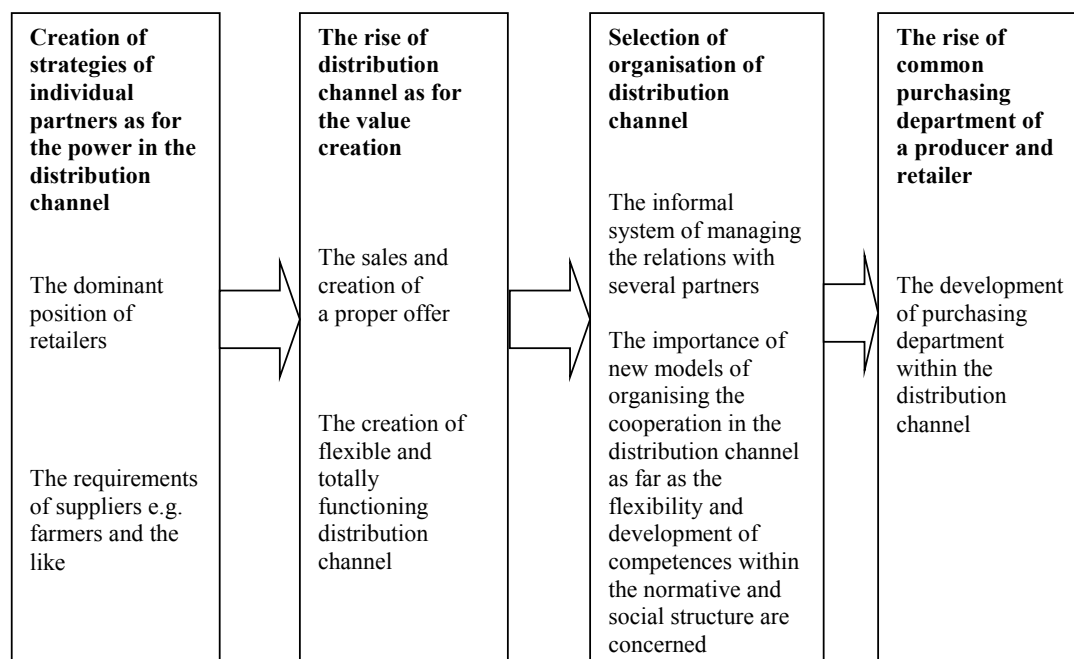 Creation of
strategies of
individual
partners as for
the power in the
distribution
channel
The dominant
position of
retailers
The requirements
of suppliers e.g.
farmers and the
like
The rise of
distribution
channel as for
the value
creation
The sales and
creation of
a proper offer
The creation of
flexible and
totally
functioning
distribution
channel
Selection of
organisation of
distribution
channel
The informal
system of managing
the relations with
several partners
The importance of
new models of
organising the
cooperation in the
distribution channel
as far as the
flexibility and
development of
competences within
the normative and
social structure are
concerned
The rise of
common
purchasing
department of
a producer and
retailer
The development
of purchasing
department
within the
distribution
channel